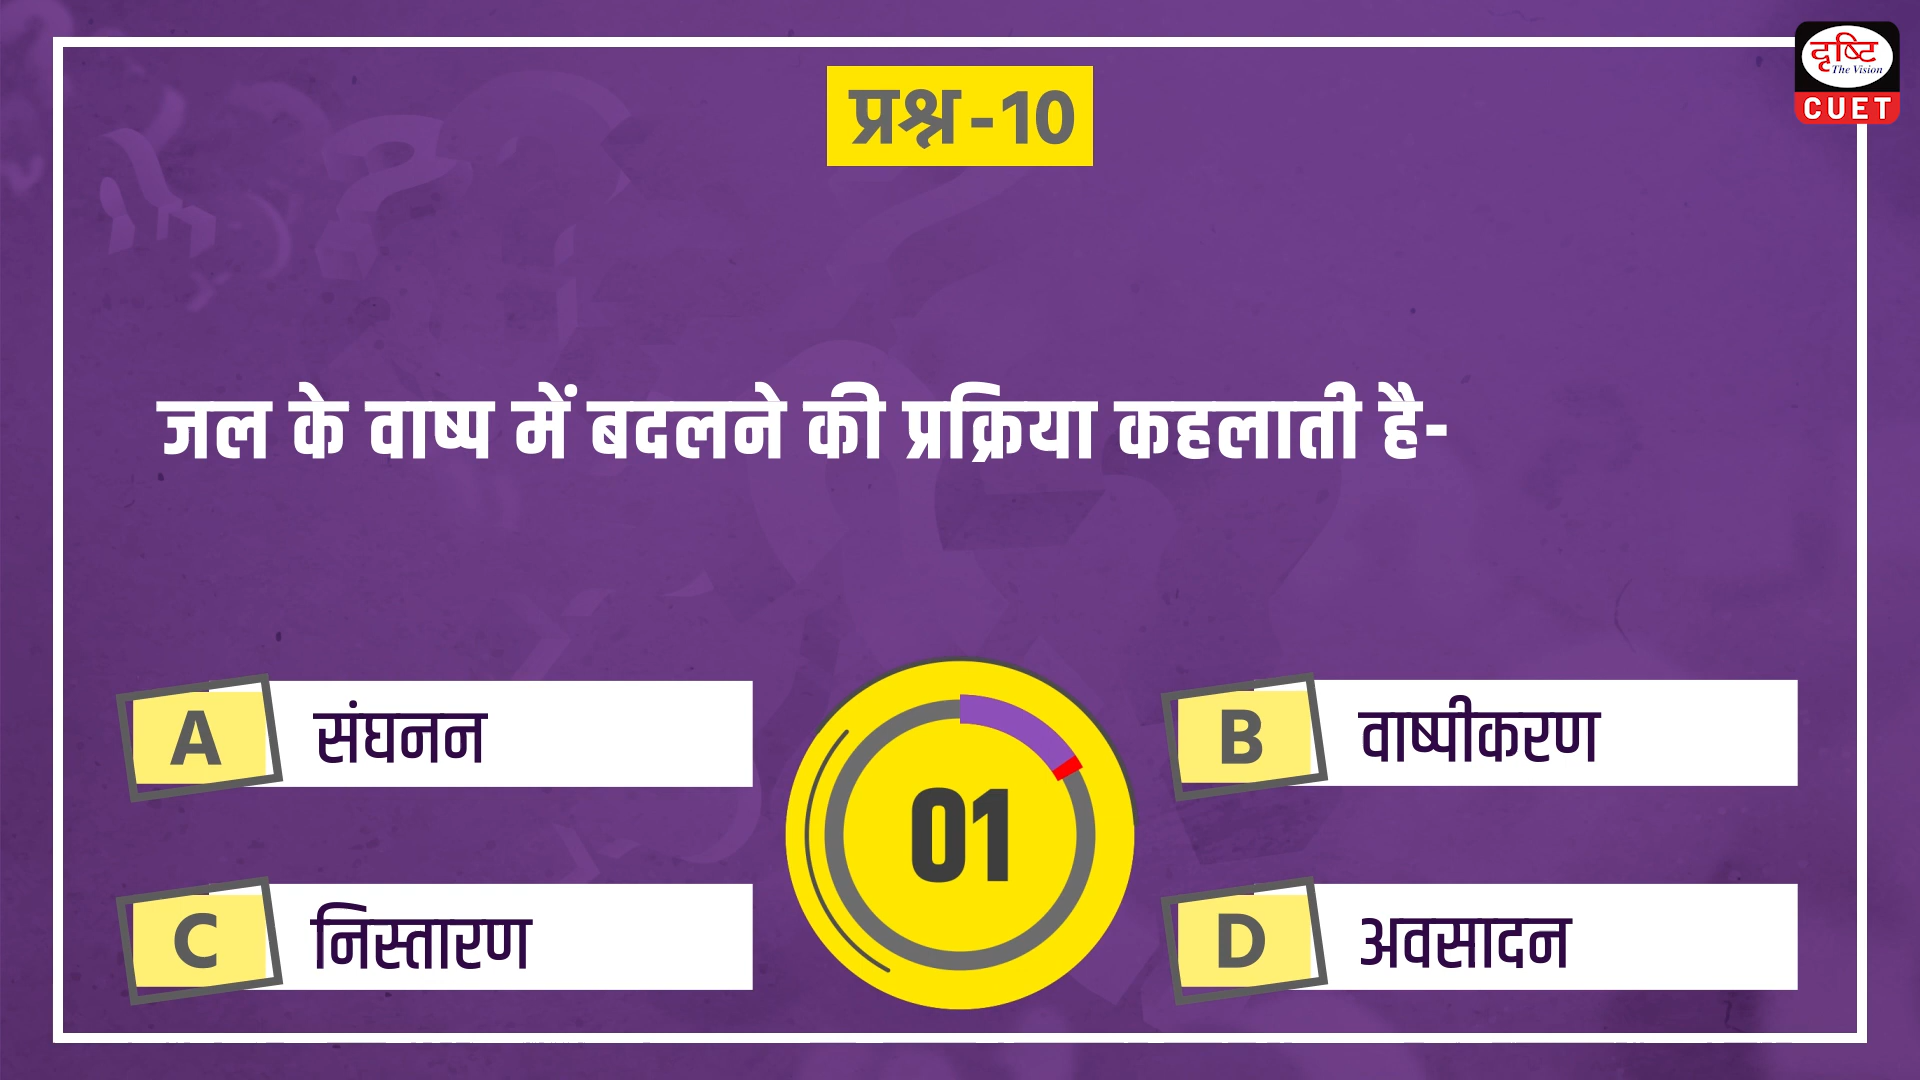 दृष्टि
The Vision
CUET
प्रश्न -10
जल के वाष्प में बदलने की प्रक्रिया कहलाती है-
A संघनन
B वाष्पीकरण
01
C निस्तारण
D अवसादन